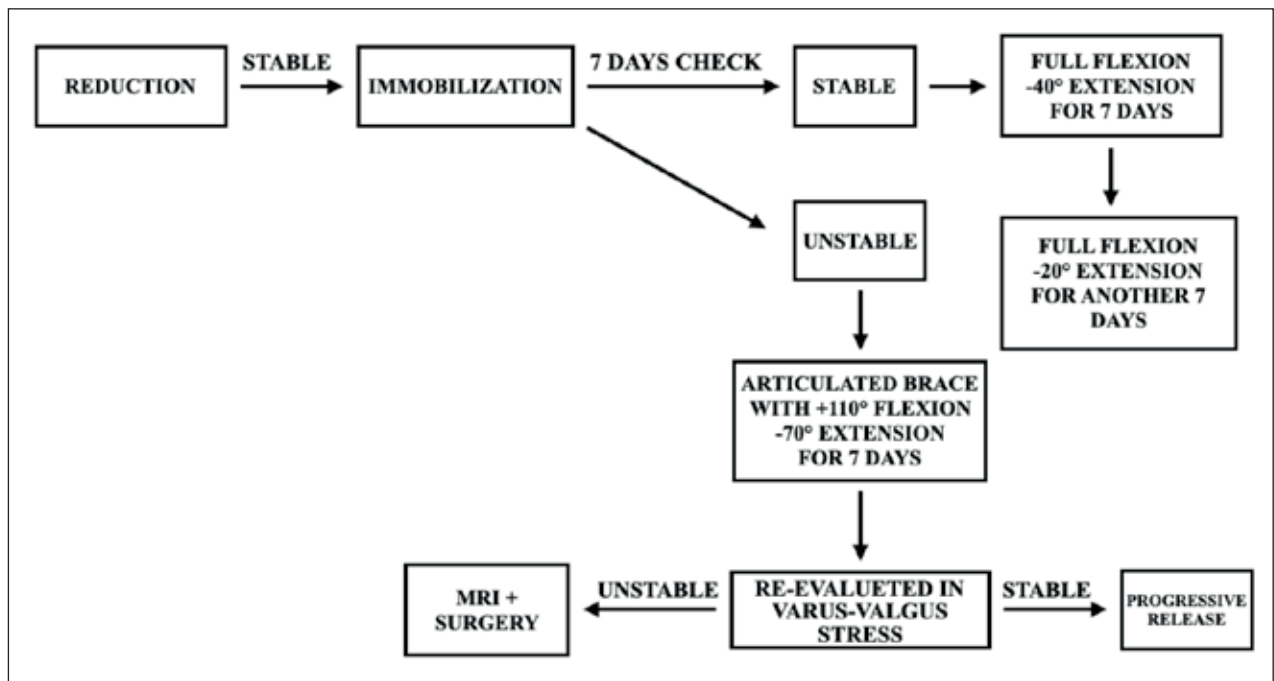 REDUCTION
STABLE
IMMOBILIZATION
7 DAYS CHECK
STABLE
FULL FLEXION
-40° EXTENSION
FOR 7 DAYS
UNSTABLE
FULL FLEXION
-20° EXTENSION
FOR ANOTHER 7
DAYS
ARTICULATED BRACE
WITH +110° FLEXION
-70° EXTENSION
FOR 7 DAYS
MRI +
SURGERY
UNSTABLE
RE-EVALUETED IN
VARUS-VALGUS
STRESS
STABLE
PROGRESSIVE
RELEASE